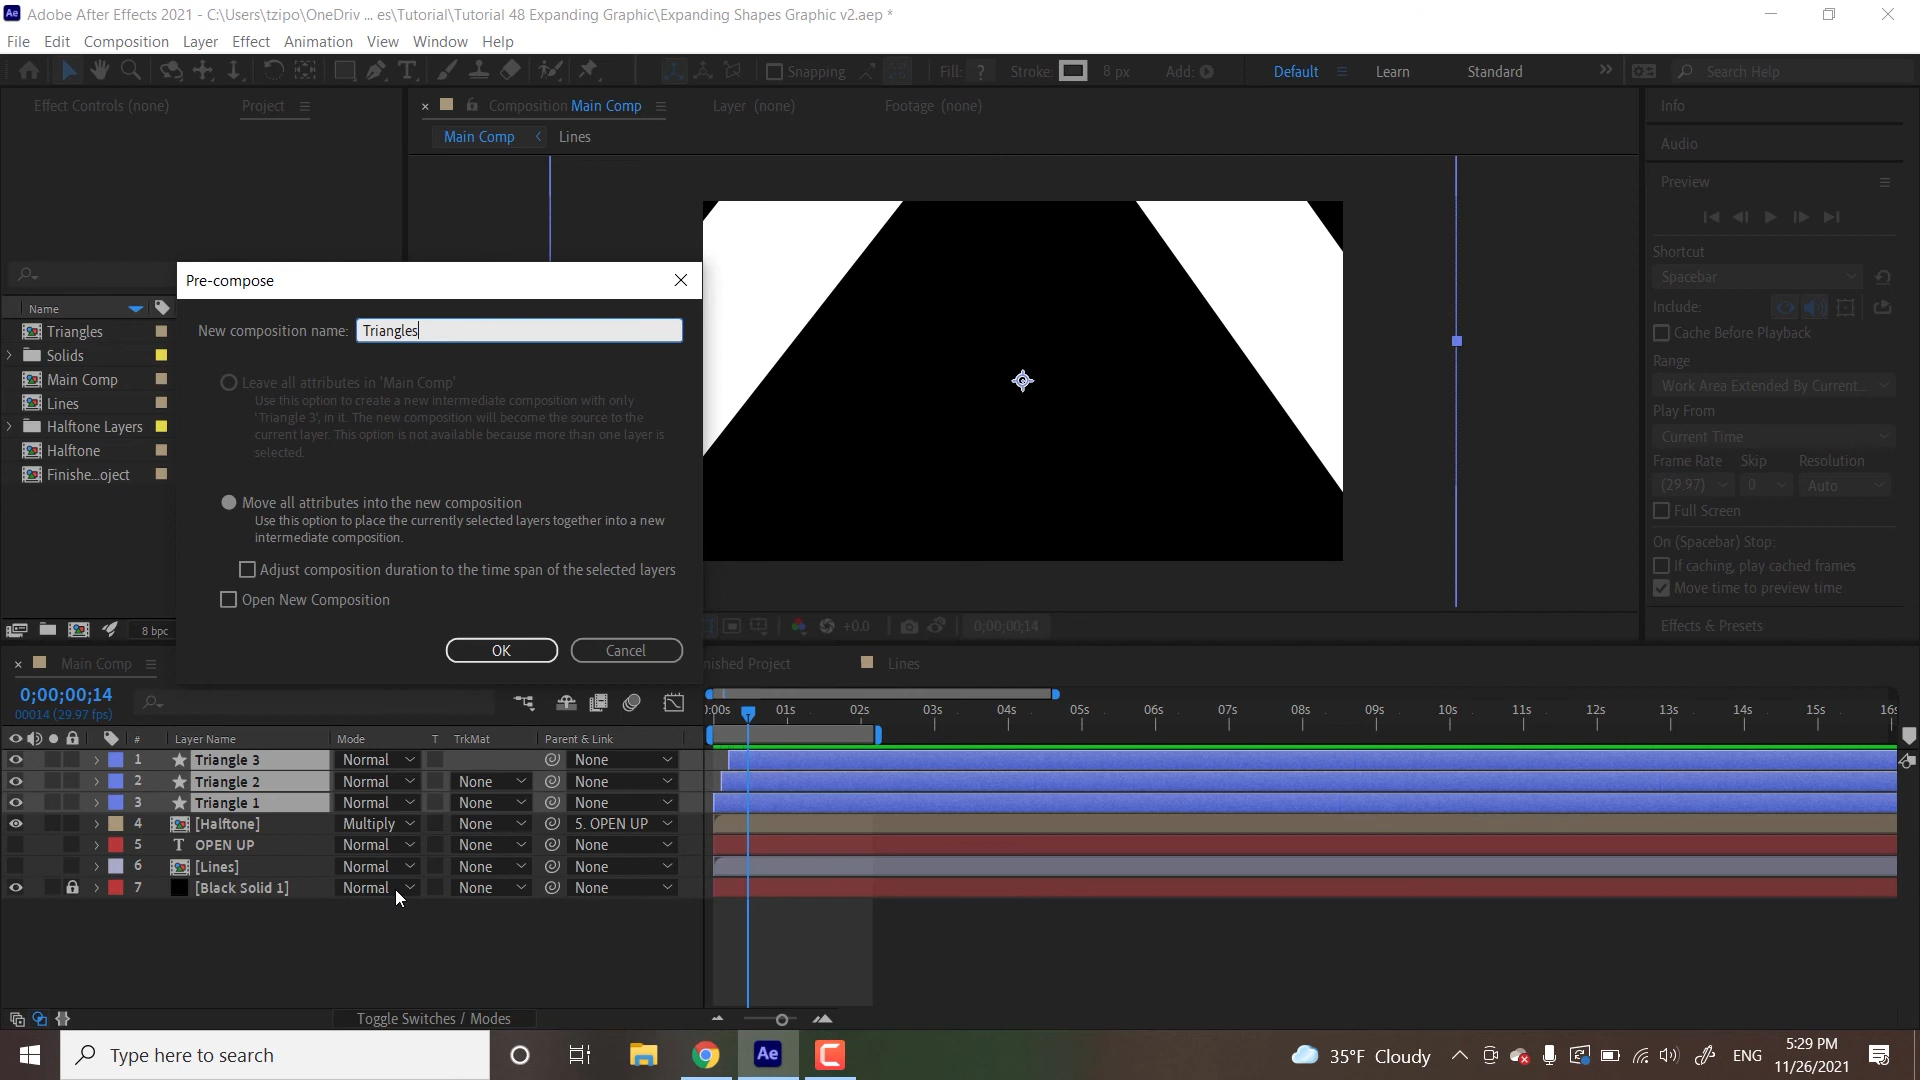 Adobe After Effects 2021 - C:\Users\tzipo\OneDriv ... es\Tutorial\Tutorial 48 Expanding Graphic\Expanding Shapes Graphic v2.aep *
File Edit Composition Layer Effect Animation View Window Help
Snapping Fill: ? Stroke: 8 px Add: Default Learn Standard Search Help
Effect Controls (none) Project Composition Main Comp Layer (none) Footage (none) Info
Main Comp Lines
Audio
Preview
Shortcut
Spacebar
Include:
Cache Before Playback
Range
Work Area Extended By Current...
Play From
Current Time
Frame Rate Skip Resolution
(29.97) 0 Auto
Full Screen
On (Spacebar) Stop:
If caching, play cached frames
Move time to preview time
Effects & Presets
Name
Triangles
Solids
Main Comp
Lines
Halftone Layers
Halftone
Finishe...oject
8 bpc
Pre-compose
New composition name: Triangles
Leave all attributes in 'Main Comp'
Use this option to create a new intermediate composition with only
'Triangle 3', in it. The new composition will become the source to the
current layer. This option is not available because more than one layer is
selected.
Move all attributes into the new composition
Use this option to place the currently selected layers together into a new
intermediate composition.
Adjust composition duration to the time span of the selected layers
Open New Composition
OK Cancel
+0.0 0;00;00;14
Main Comp nished Project Lines
0;00;00;14
00014 (29.97 fps)
):00s 01s 02s 03s 04s 05s 06s 07s 08s 09s 10s 11s 12s 13s 14s 15s 16s
# Layer Name Mode T TrkMat Parent & Link
1 Triangle 3 Normal None
2 Triangle 2 Normal None None
3 Triangle 1 Normal None None
4 [Halftone] Multiply None 5. OPEN UP
5 T OPEN UP Normal None None
6 [Lines] Normal None None
7 [Black Solid 1] Normal None None
Toggle Switches / Modes
Type here to search
Ae
35°F Cloudy
ENG
5:29 PM
11/26/2021